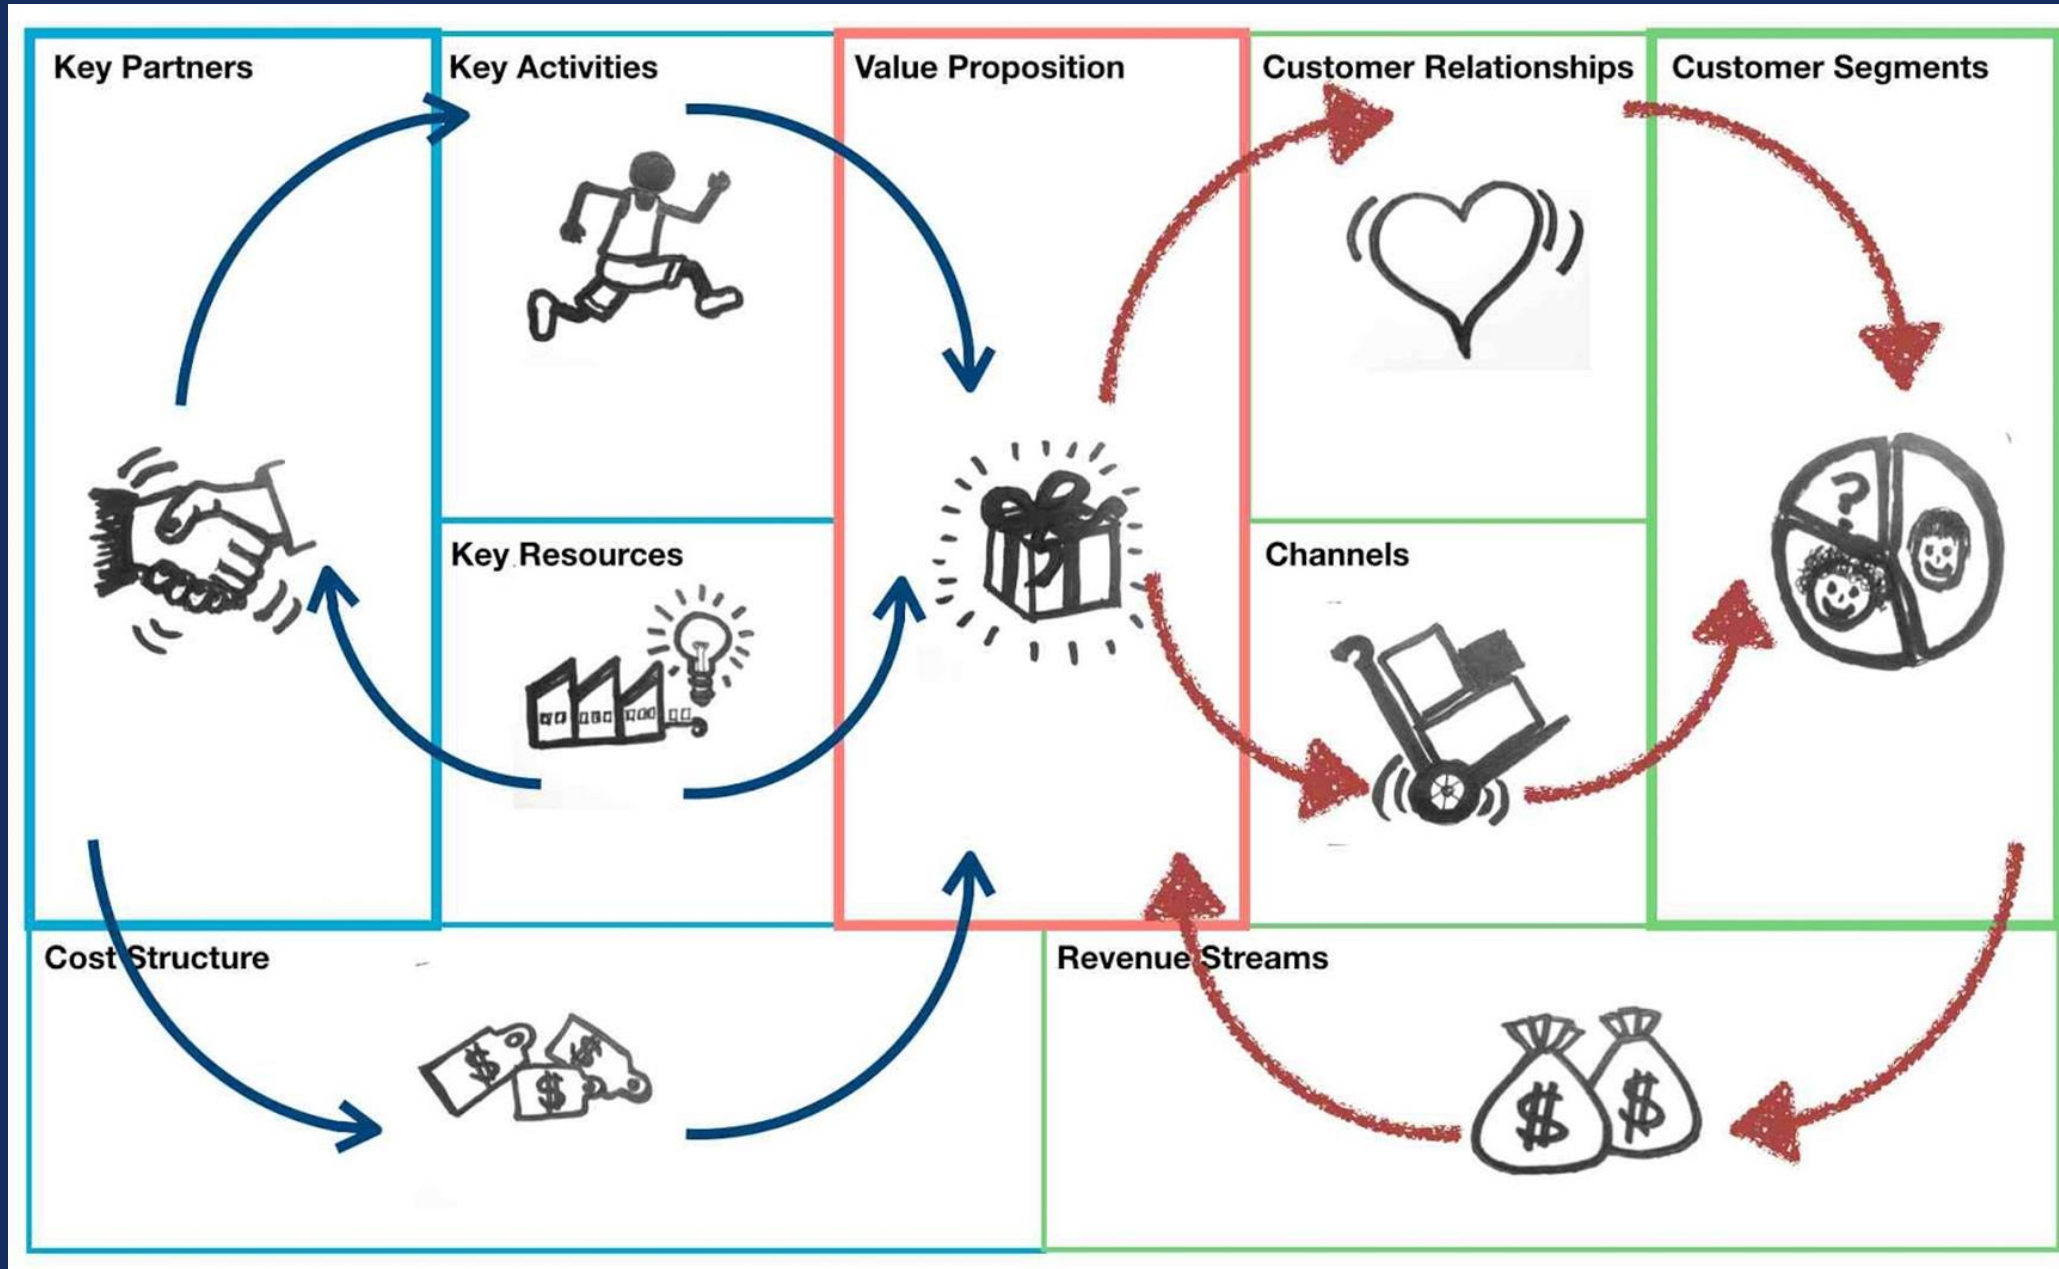 Key Partners
Key Activities
Value Proposition
Customer Relationships
Customer Segments
Key Resources
Channels
?
Cost Structure
Revenue Streams
$
$
$
$
$